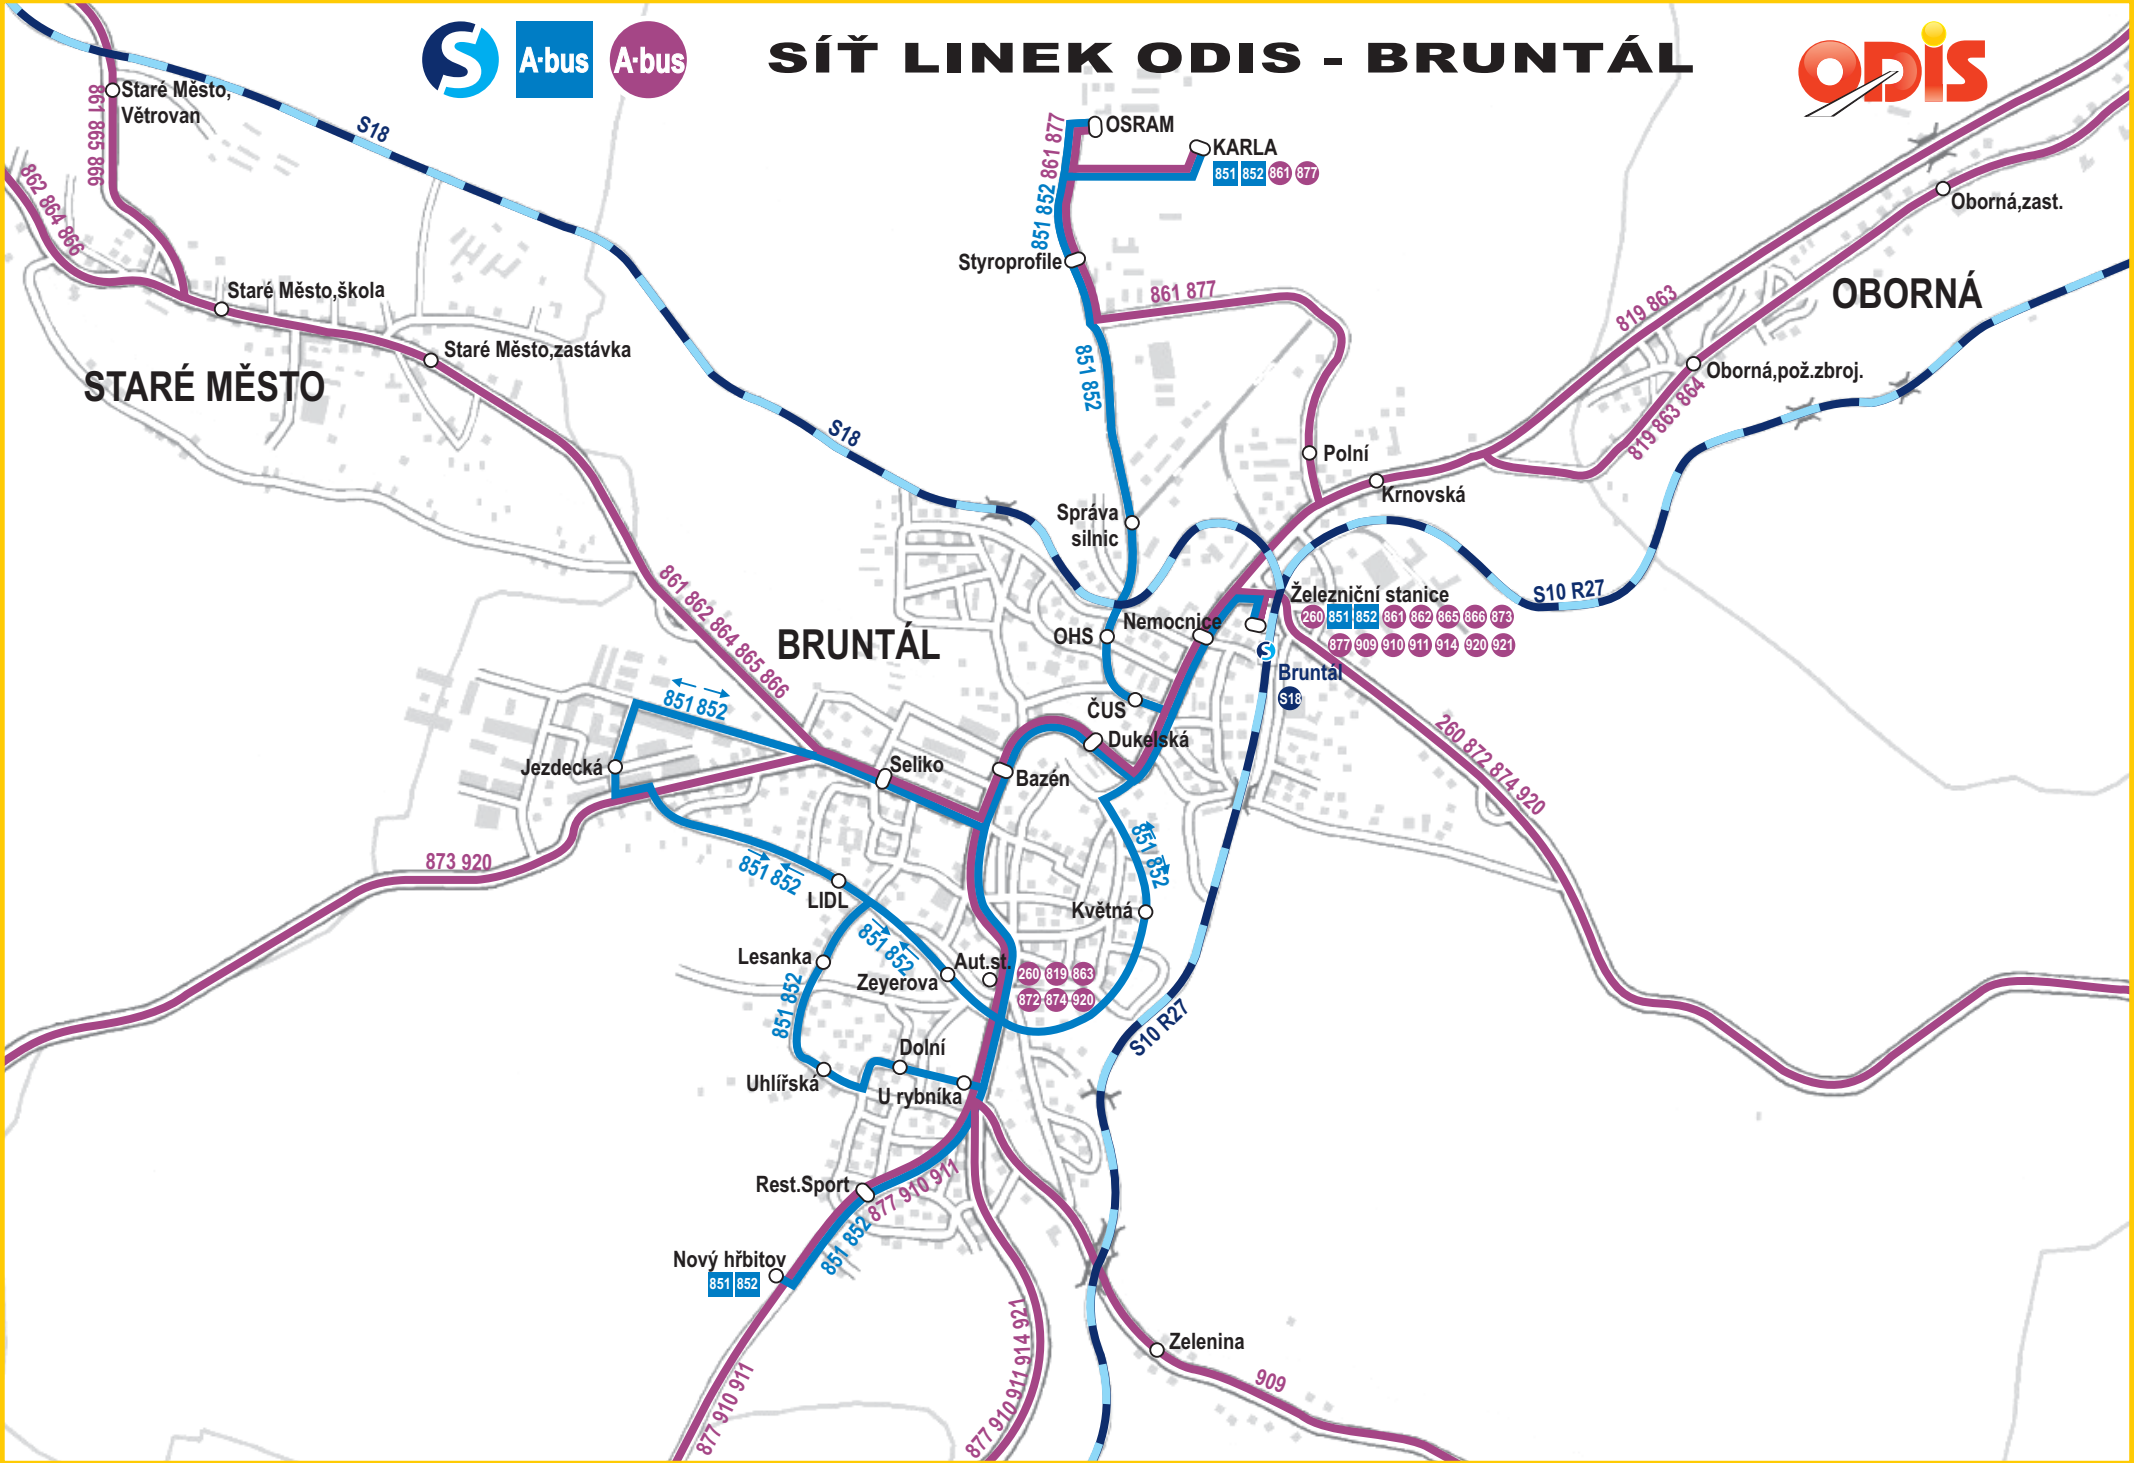 S
A-bus
A-bus
SÍŤ LINEK ODIS - BRUNTÁL
ODIS
Staré Město,
Větrovan
861 865 866
862 864 866
S18
Staré Město,škola
Staré Město,zastávka
STARÉ MĚSTO
OSRAM
KARLA
851 852 861 877
861 877
851 852
Styroprofile
861 877
851 852
S18
819 863
Oborná,zast.
OBORNÁ
Oborná,pož.zbroj.
819 863 864
Polní
Krnovská
Správa
silnic
S10 R27
Železniční stanice
260 851 852 861 862 865 866 873
877 909 910 911 914 920 921
S
Bruntál
S18
Nemocnice
OHS
ČUS
Dukelská
BRUNTÁL
861 862 864 865 866
851 852
Jezdecká
Seliko
Bazén
260 872 874 920
873 920
851 852
LIDL
851 852
Květná
851 852
Lesanka
Zeyerova
Aut.st.
260 819 863
872 874 920
851 852
S10 R27
Dolní
Uhlířská
U rybníka
Rest.Sport
877 910 911
851 852
Nový hřbitov
851 852
877 910 911
877 910 911 914 921
Zelenina
909